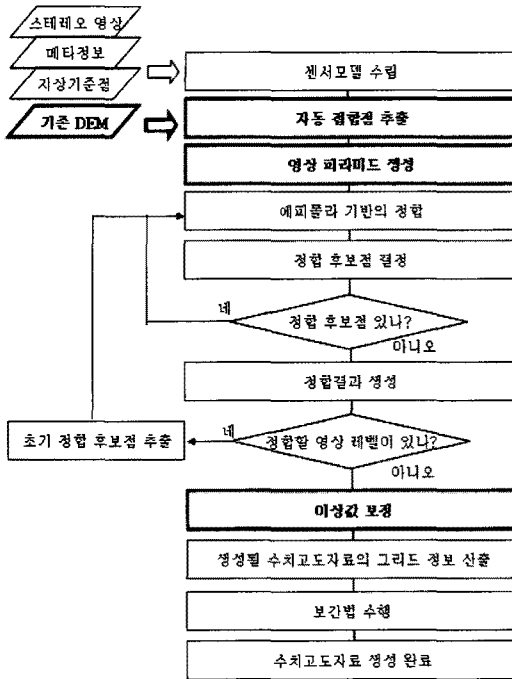 스테레오 영상
메타정보
지상기준점
기존 DEM
센서모델 수립
자동 접합점 추출
영상 피라미드 생성
에피폴라 기반의 정합
정합 후보점 결정
정합 후보점 있나?
네
아니오
정합결과 생성
정합할 영상 레벨이 있나?
네
초기 정합 후보점 추출
아니오
이상값 보정
생성될 수치고도자료의 그리드 정보 산출
보간법 수행
수치고도자료 생성 완료